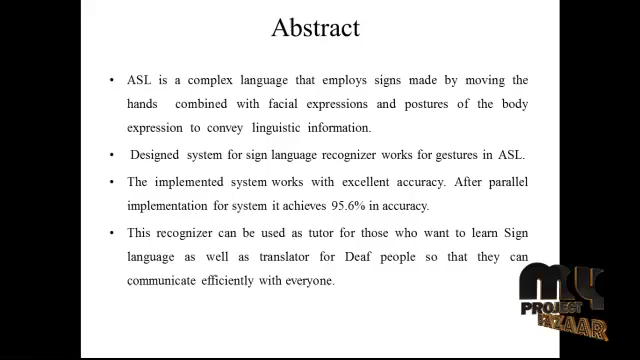 Abstract
• ASL is a complex language that employs signs made by moving the
hands combined with facial expressions and postures of the body
expression to convey linguistic information.
• Designed system for sign language recognizer works for gestures in ASL.
• The implemented system works with excellent accuracy. After parallel
implementation for system it achieves 95.6% in accuracy.
• This recognizer can be used as tutor for those who want to learn Sign
language as well as translator for Deaf people so that they can
communicate efficiently with everyone.
MY
PROJECT
BAZAAR